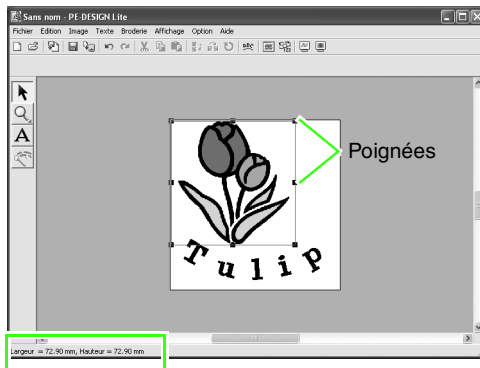 Sans nom - PE-DESIGN Lite
Fichier Edition Image Texte Broderie Affichage Option Aide
A
Poignées
Tulip
Largeur = 72.90 mm, Hauteur = 72.90 mm